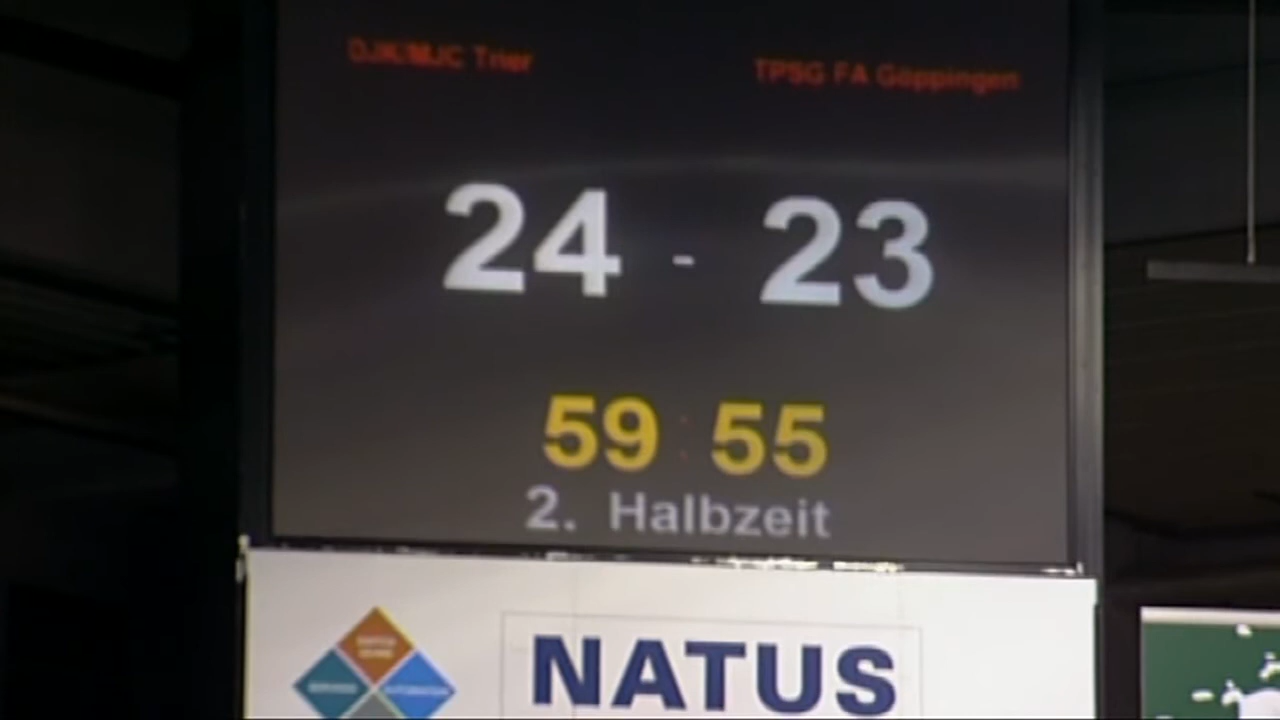 DJK/MJC Trier
TPSG FA Göppingen
24 - 23
59:55
2. Halbzeit
NATUS